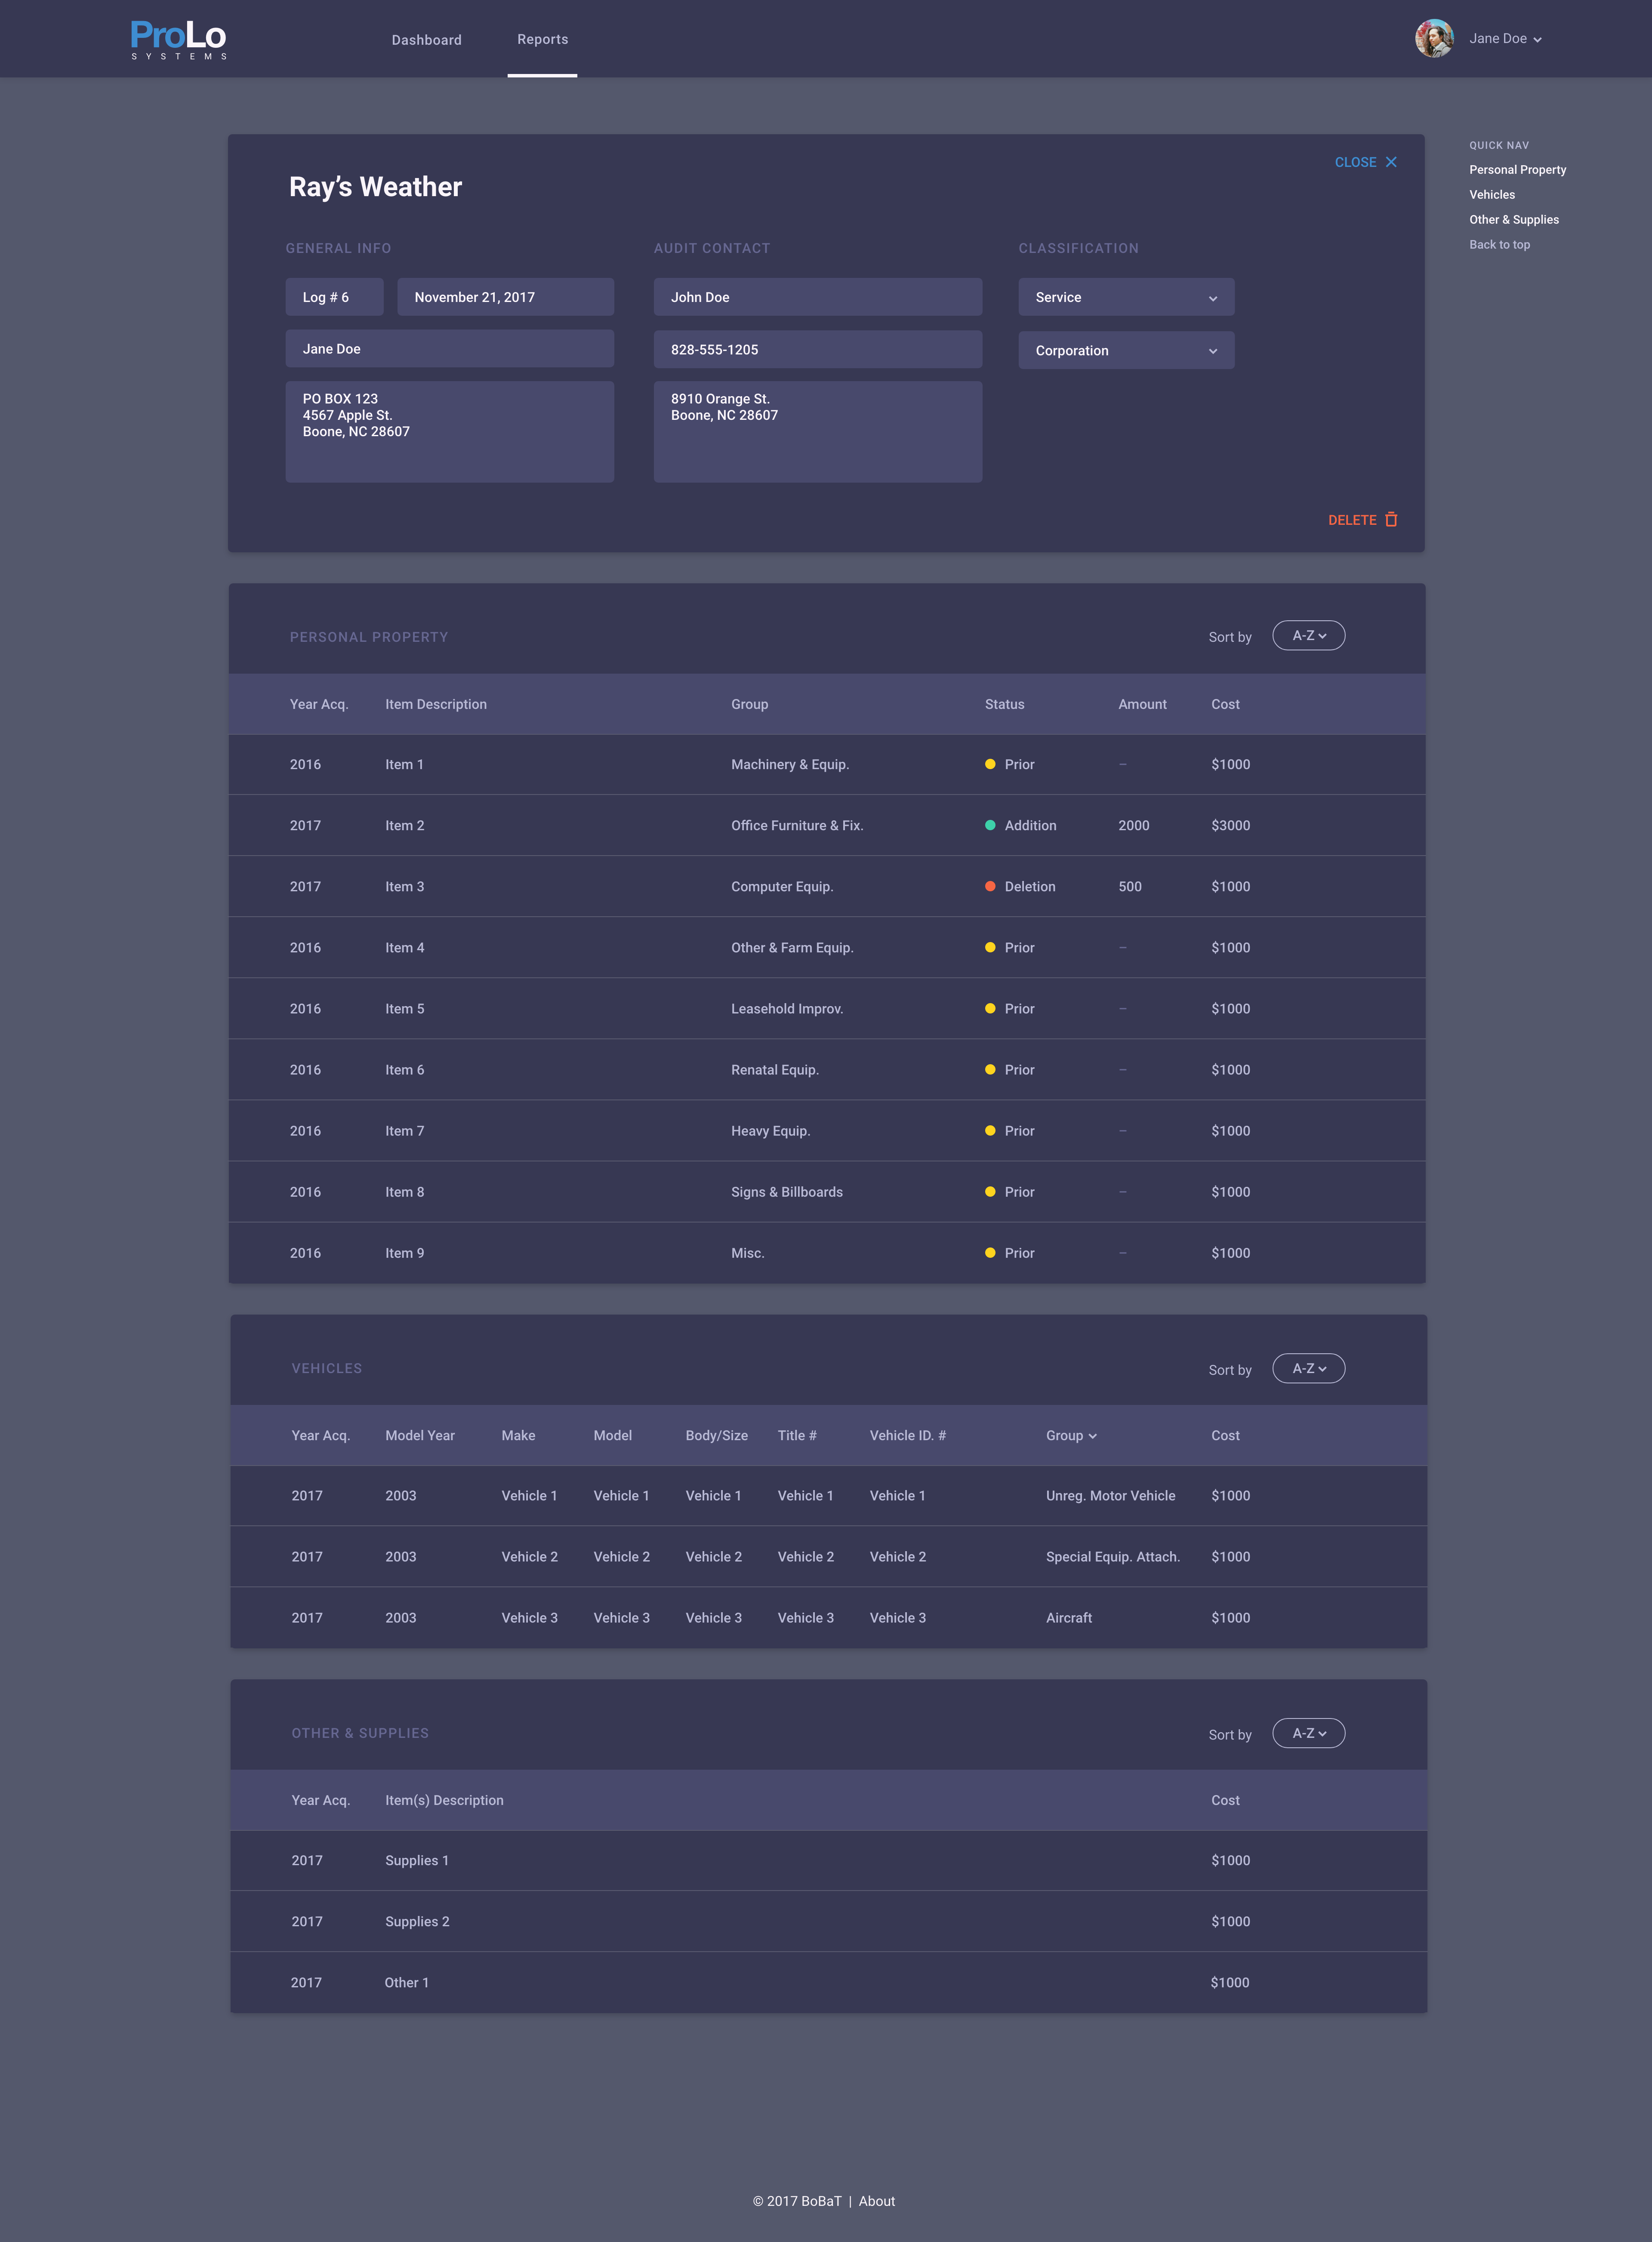 ProLo
SYSTEMS
Dashboard Reports
Jane Doe
QUICK NAV
Personal Property
Vehicles
Other & Supplies
Back to top
CLOSE
Ray’s Weather
GENERAL INFO
Log # 6 November 21, 2017
Jane Doe
PO BOX 123
4567 Apple St.
Boone, NC 28607
AUDIT CONTACT
John Doe
828-555-1205
8910 Orange St.
Boone, NC 28607
CLASSIFICATION
Service
Corporation
DELETE
PERSONAL PROPERTY Sort by A-Z
Year Acq. Item Description Group Status Amount Cost
2016 Item 1 Machinery & Equip. Prior – $1000
2017 Item 2 Office Furniture & Fix. Addition 2000 $3000
2017 Item 3 Computer Equip. Deletion 500 $1000
2016 Item 4 Other & Farm Equip. Prior – $1000
2016 Item 5 Leasehold Improv. Prior – $1000
2016 Item 6 Renatal Equip. Prior – $1000
2016 Item 7 Heavy Equip. Prior – $1000
2016 Item 8 Signs & Billboards Prior – $1000
2016 Item 9 Misc. Prior – $1000
VEHICLES Sort by A-Z
Year Acq. Model Year Make Model Body/Size Title # Vehicle ID. # Group Cost
2017 2003 Vehicle 1 Vehicle 1 Vehicle 1 Vehicle 1 Vehicle 1 Unreg. Motor Vehicle $1000
2017 2003 Vehicle 2 Vehicle 2 Vehicle 2 Vehicle 2 Vehicle 2 Special Equip. Attach. $1000
2017 2003 Vehicle 3 Vehicle 3 Vehicle 3 Vehicle 3 Vehicle 3 Aircraft $1000
OTHER & SUPPLIES Sort by A-Z
Year Acq. Item(s) Description Cost
2017 Supplies 1 $1000
2017 Supplies 2 $1000
2017 Other 1 $1000
© 2017 BoBaT | About